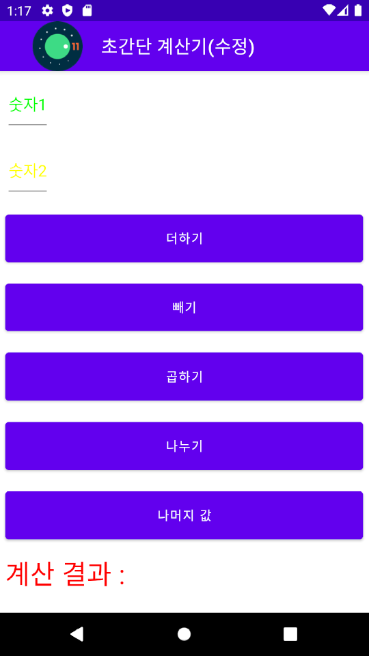 1:17
11 초간단 계산기(수정)
숫자1
숫자2
더하기
빼기
곱하기
나누기
나머지 값
계산 결과 :